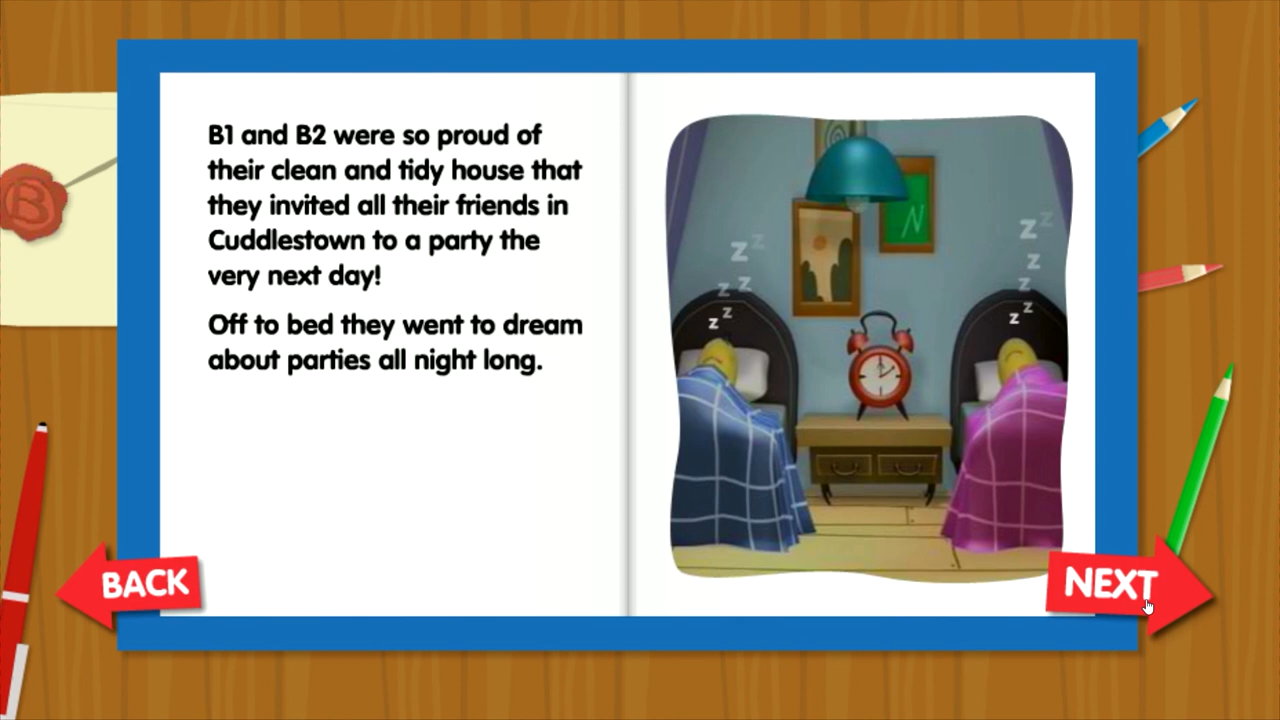 B1 and B2 were so proud of
their clean and tidy house that
they invited all their friends in
Cuddlestown to a party the
very next day!
Off to bed they went to dream
about parties all night long.
B
N
z z
z z
z z
z
z
z
z z
z z
BACK
NEXT